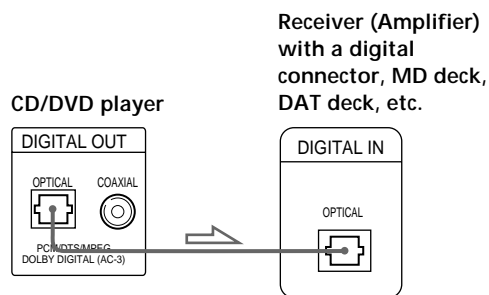 Receiver (Amplifier)
with a digital
connector, MD deck,
DAT deck, etc.
CD/DVD player
DIGITAL OUT
OPTICAL
COAXIAL
PCM/DTS/MPEG
DOLBY DIGITAL (AC-3)
DIGITAL IN
OPTICAL